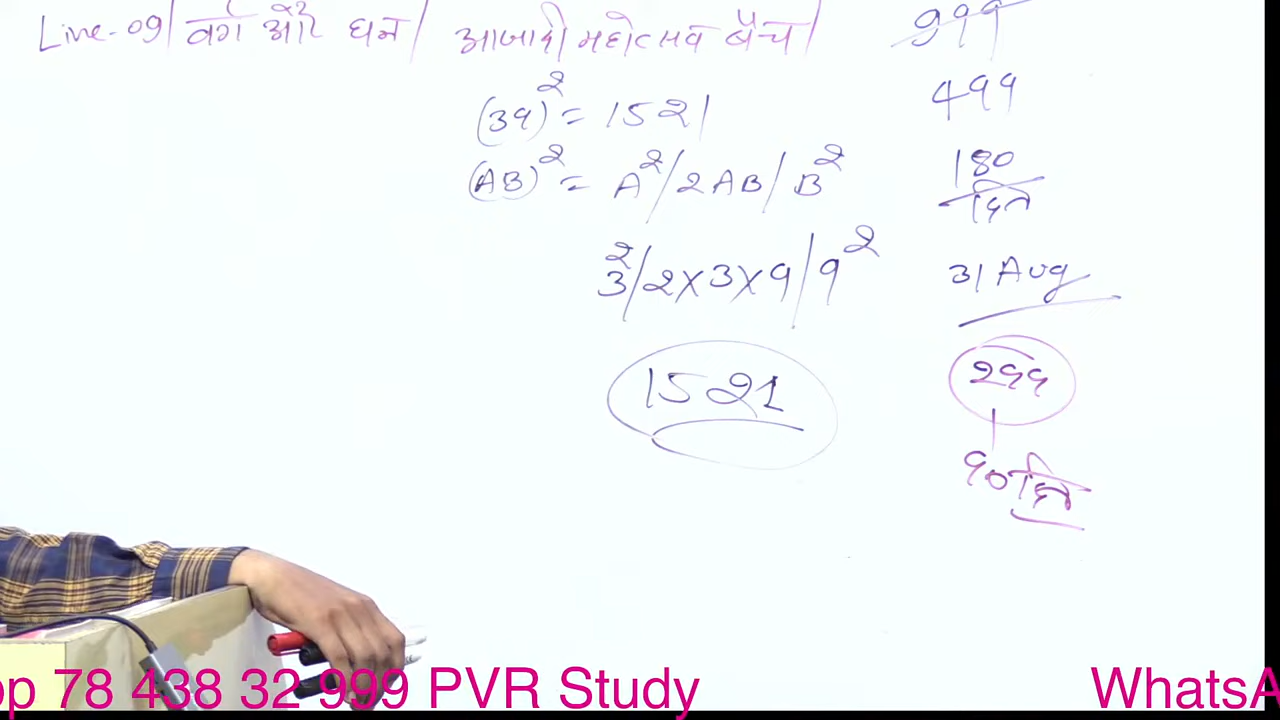 Line-09/ वर्ग और घन/ आजादी महोत्सव बैच/
999
(39)² = 1521
499
(AB)² = A²/2AB/B²
180
दिन
3²/2×3×9/9²
31 Aug
1521
299
90 दिन
pp 78 438 32 999 PVR Study
WhatsA